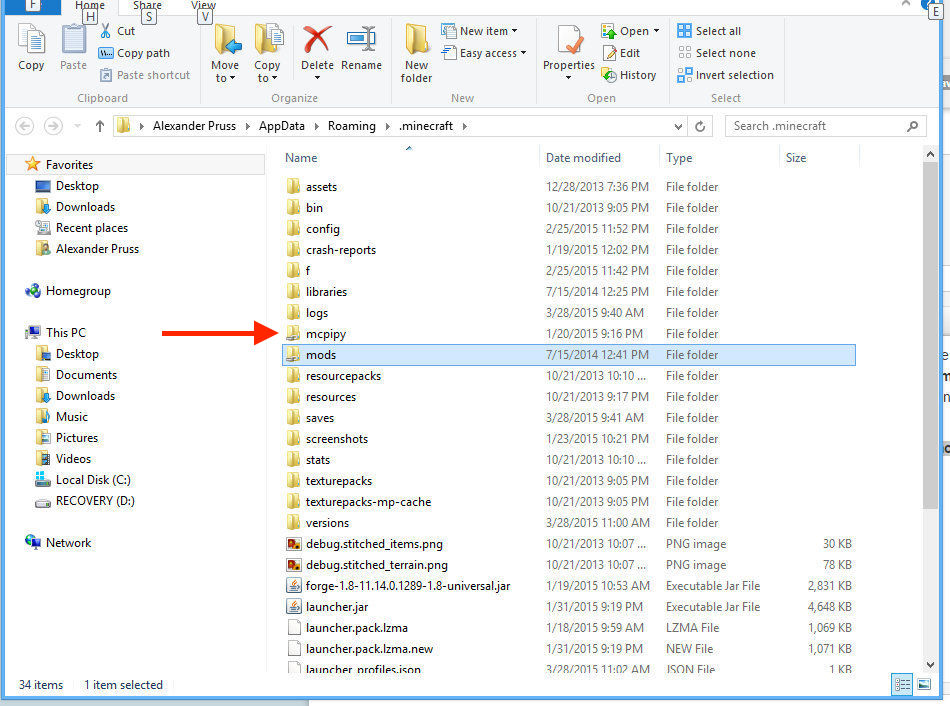 F
Home
Share
View
H
S
V
E
Copy
Paste
Cut
Copy path
Paste shortcut
Clipboard
Move to
Copy to
Delete
Rename
Organize
New folder
New item
Easy access
New
Properties
Open
Edit
History
Open
Select all
Select none
Invert selection
Select
Alexander Pruss
AppData
Roaming
.minecraft
Search .minecraft
Favorites
Desktop
Downloads
Recent places
Alexander Pruss
Homegroup
This PC
Desktop
Documents
Downloads
Music
Pictures
Videos
Local Disk (C:)
RECOVERY (D:)
Network
Name Date modified Type Size
assets 12/28/2013 7:36 PM File folder
bin 10/21/2013 9:05 PM File folder
config 2/25/2015 11:52 PM File folder
crash-reports 1/19/2015 12:02 PM File folder
f 2/25/2015 11:42 PM File folder
libraries 7/15/2014 12:25 PM File folder
logs 3/28/2015 9:40 AM File folder
mcpipy 1/20/2015 9:16 PM File folder
mods 7/15/2014 12:41 PM File folder
resourcepacks 10/21/2013 10:10 ... File folder
resources 10/21/2013 9:17 PM File folder
saves 3/28/2015 9:41 AM File folder
screenshots 1/23/2015 10:21 PM File folder
stats 10/21/2013 10:10 ... File folder
texturepacks 10/21/2013 9:05 PM File folder
texturepacks-mp-cache 10/21/2013 9:05 PM File folder
versions 3/28/2015 11:00 AM File folder
debug.stitched_items.png 10/21/2013 10:07 ... PNG image 30 KB
debug.stitched_terrain.png 10/21/2013 10:07 ... PNG image 78 KB
forge-1.8-11.14.0.1289-1.8-universal.jar 1/19/2015 10:53 AM Executable Jar File 2,831 KB
launcher.jar 1/31/2015 9:19 PM Executable Jar File 4,648 KB
launcher.pack.lzma 1/18/2015 9:59 AM LZMA File 1,069 KB
launcher.pack.lzma.new 1/31/2015 9:19 PM NEW File 1,071 KB
launcher_profiles.json 3/28/2015 11:02 AM JSON File 1 KB
34 items 1 item selected